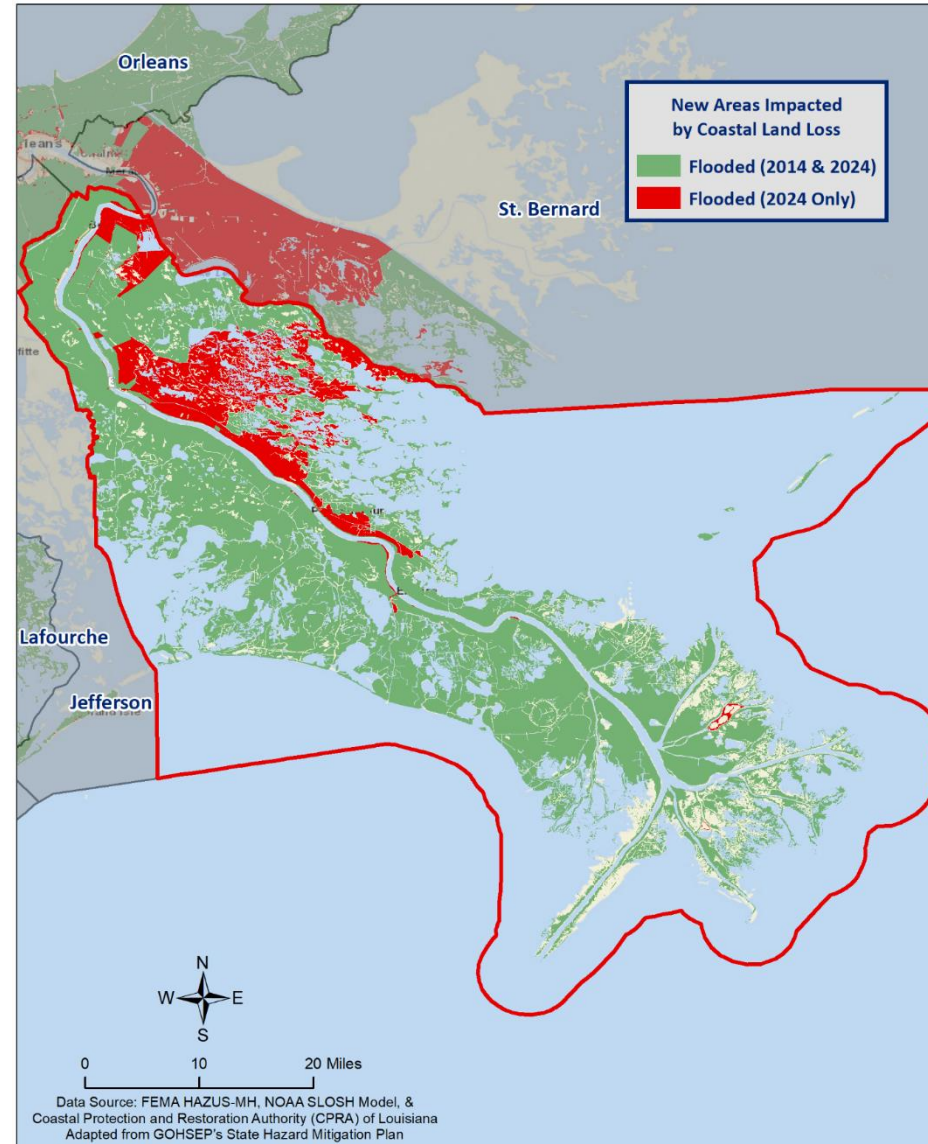 Orleans
New Areas Impacted
by Coastal Land Loss
Flooded (2014 & 2024)
Flooded (2024 Only)
St. Bernard
Lafourche
Jefferson
N
W
E
S
0
10
20 Miles
Data Source: FEMA HAZUS-MH, NOAA SLOSH Model, &
Coastal Protection and Restoration Authority (CPRA) of Louisiana
Adapted from GOHSEP's State Hazard Mitigation Plan